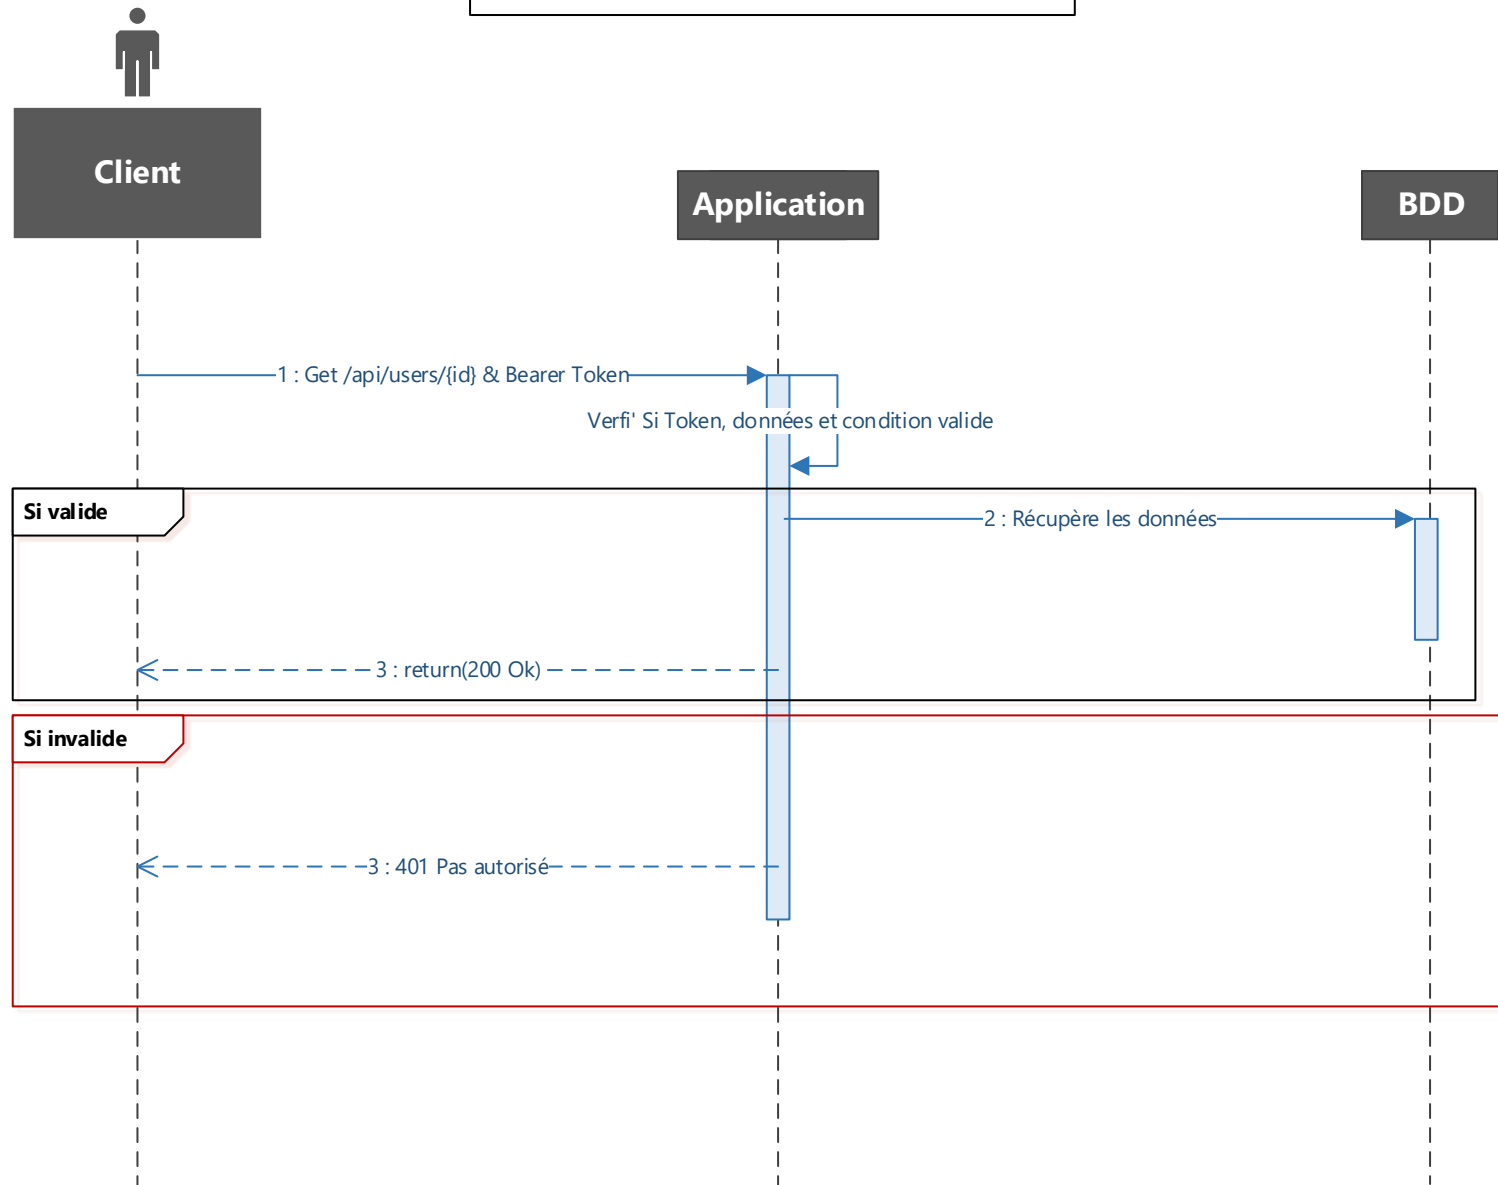 Client
Application
BDD
1 : Get /api/users/{id} & Bearer Token
Verfi' Si Token, données et condition valide
Si valide
2 : Récupère les données
3 : return(200 Ok)
Si invalide
3 : 401 Pas autorisé